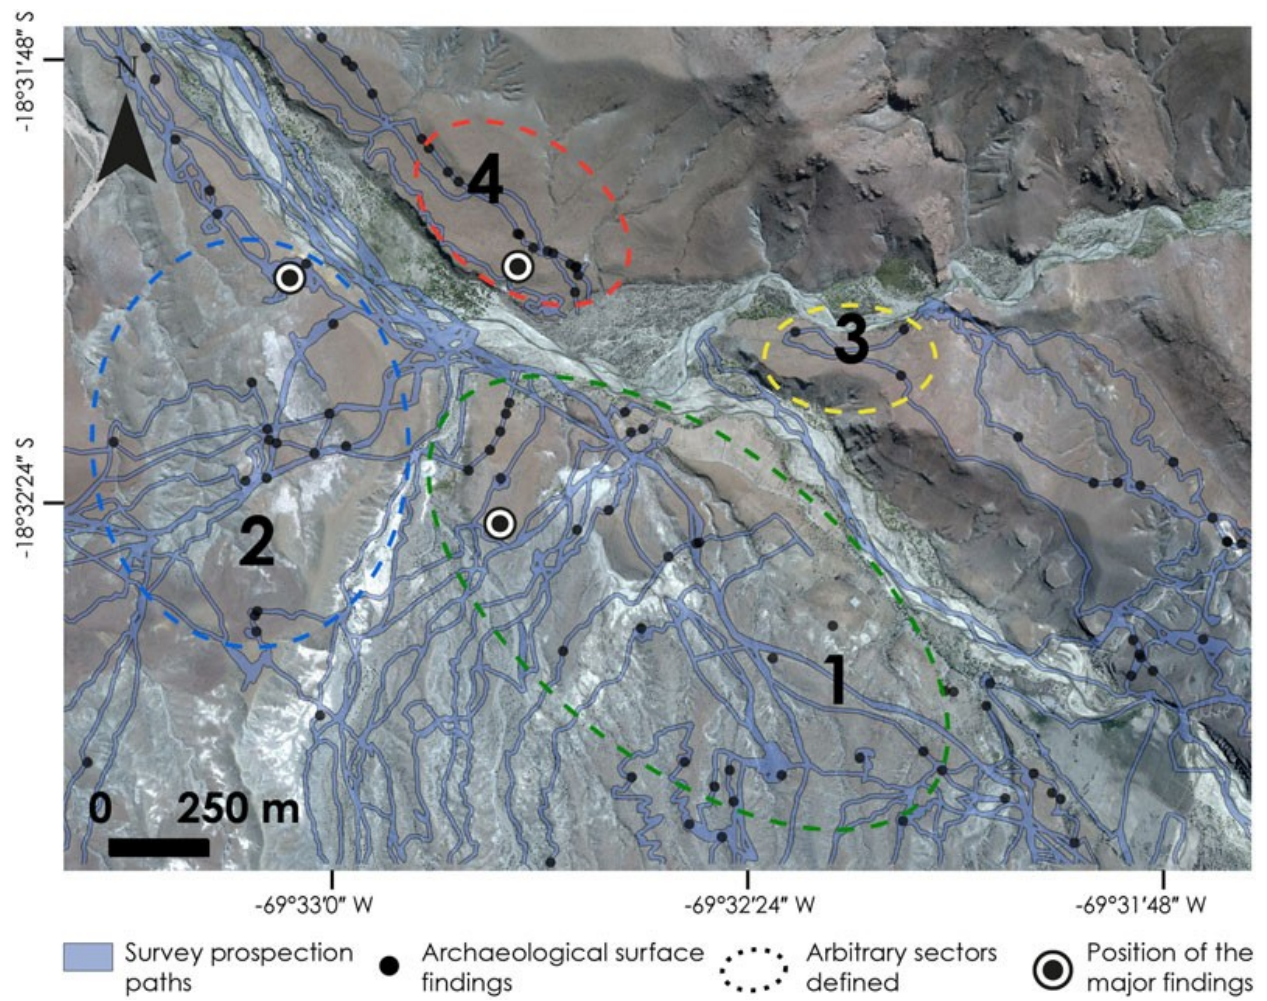 -18°31'48" S
N
4
3
-18°32'24" S
2
1
0 250 m
-69°33'0" W
-69°32'24" W
-69°31'48" W
Survey prospection
paths
Archaeological surface
findings
Arbitrary sectors
defined
Position of the
major findings